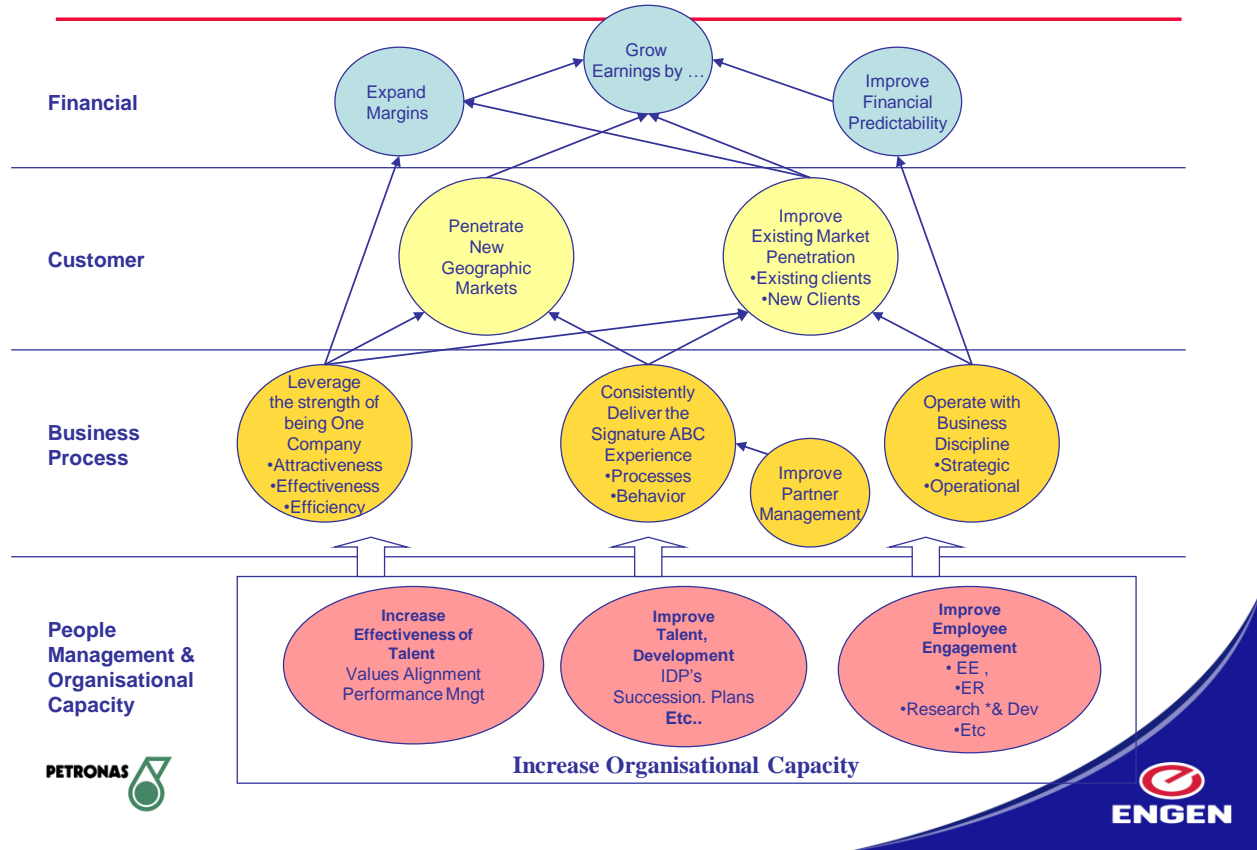 Financial
Expand
Margins
Grow
Earnings by …
Improve
Financial
Predictability
Customer
Penetrate
New
Geographic
Markets
Improve
Existing Market
Penetration
•Existing clients
•New Clients
Business
Process
Leverage
the strength of
being One
Company
•Attractiveness
•Effectiveness
•Efficiency
Consistently
Deliver the
Signature ABC
Experience
•Processes
•Behavior
Improve
Partner
Management
Operate with
Business
Discipline
•Strategic
•Operational
People
Management &
Organisational
Capacity
Increase
Effectiveness of
Talent
Values Alignment
Performance Mngt
Improve
Talent,
Development
IDP's
Succession. Plans
Etc..
Improve
Employee
Engagement
• EE ,
•ER
•Research *& Dev
•Etc
Increase Organisational Capacity
PETRONAS
ENGEN